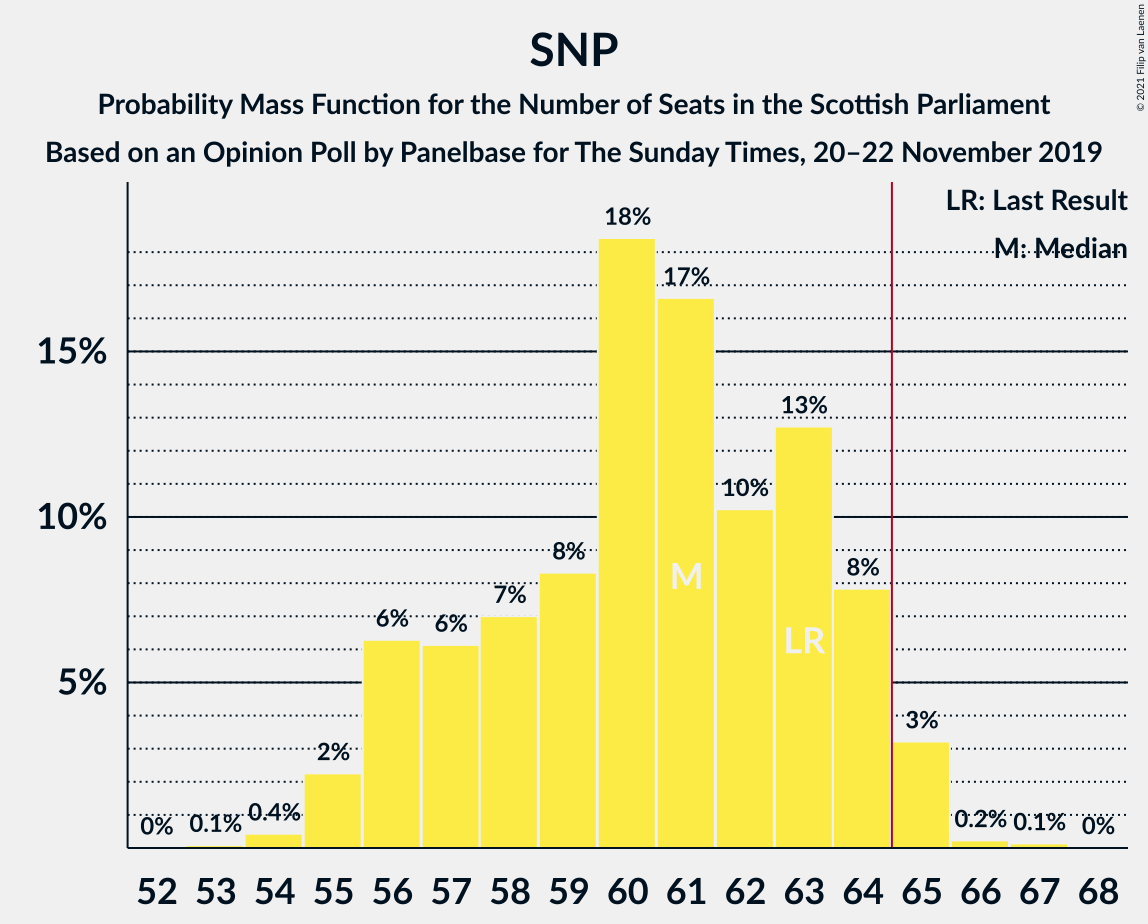 SNP
Probability Mass Function for the Number of Seats in the Scottish Parliament
Based on an Opinion Poll by Panelbase for The Sunday Times, 20–22 November 2019
© 2021 Filip van Laenen
LR: Last Result
M: Median
15%
10%
5%
0%
0.1%
0.4%
2%
6%
6%
7%
8%
18%
17%
10%
13%
8%
3%
0.2%
0.1%
0%
M
LR
52 53 54 55 56 57 58 59 60 61 62 63 64 65 66 67 68